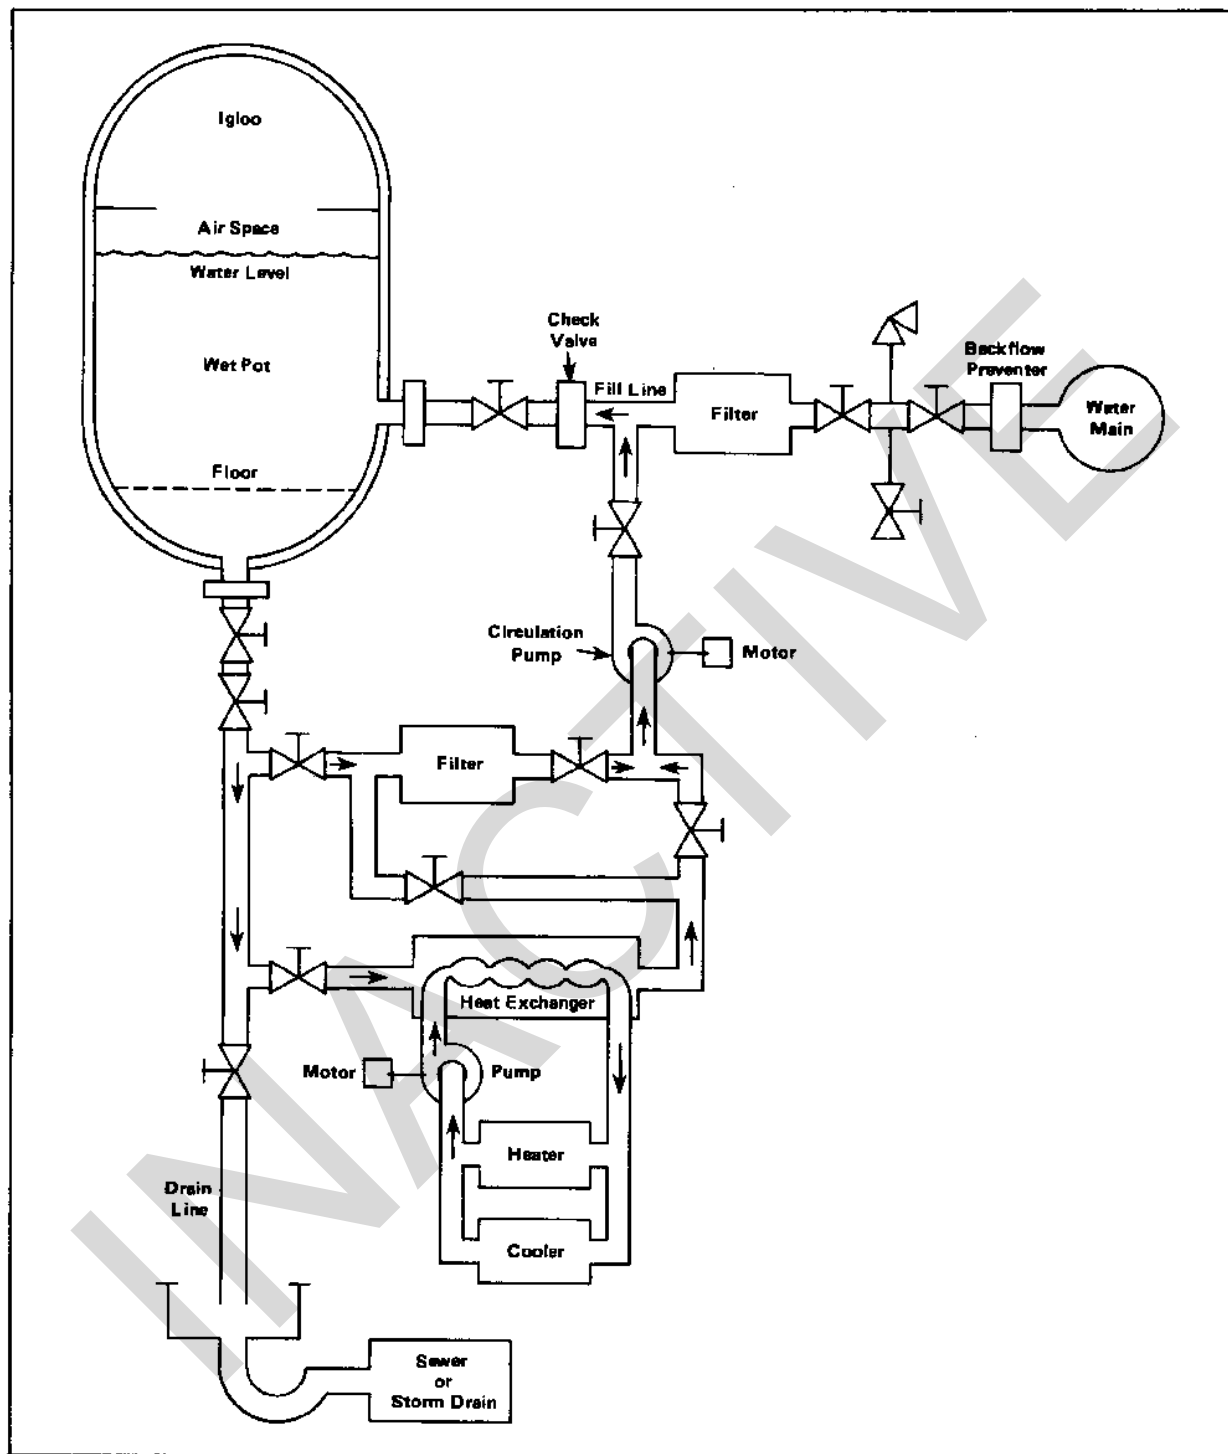 Igloo
Air Space
Water Level
Wet Pot
Floor
Check
Valve
Fill Line
Filter
Backflow
Preventer
Water
Main
Circulation
Pump
Motor
Filter
Heat Exchanger
Motor
Pump
Heater
Drain
Line
Cooler
Sewer
or
Storm Drain
INACTIVE